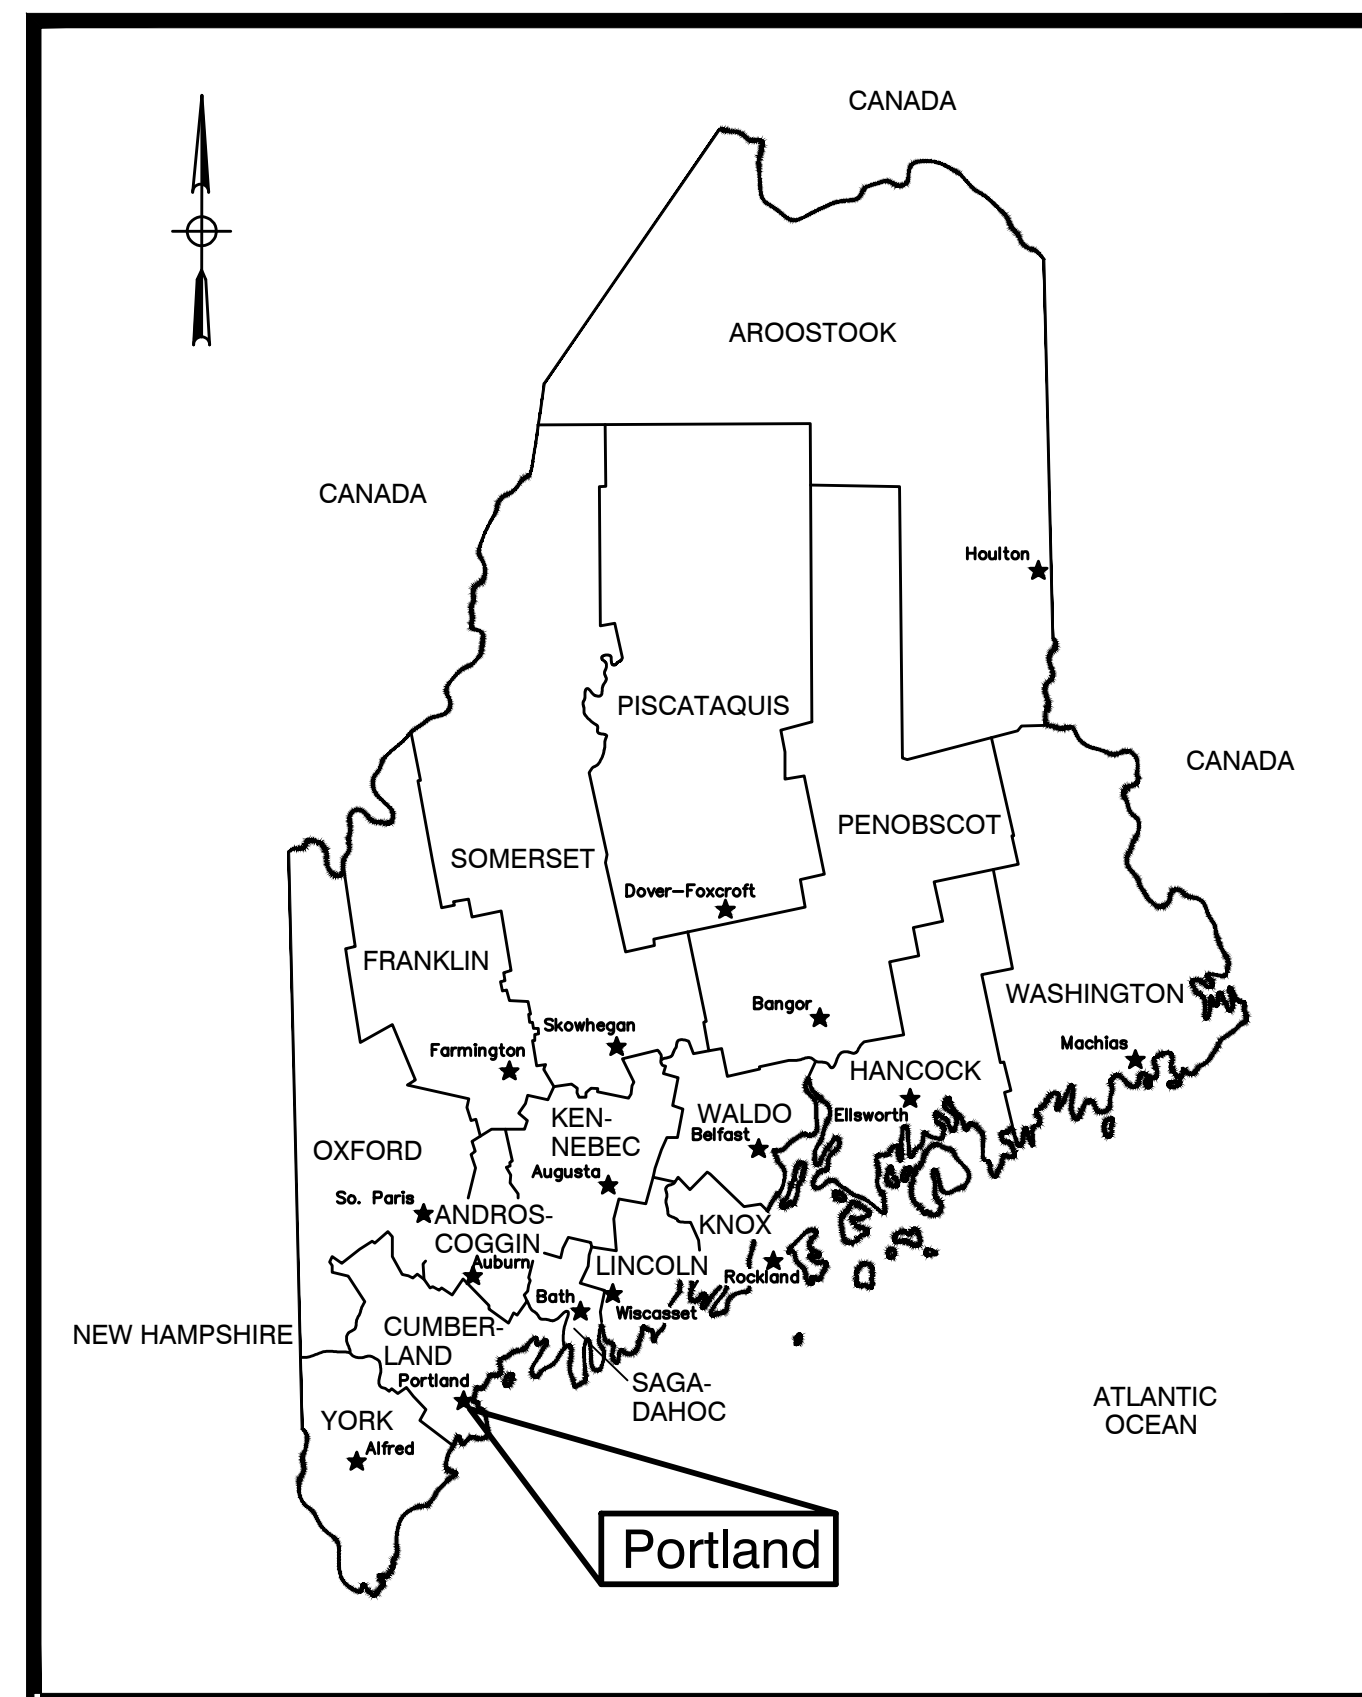 CANADA
AROOSTOOK
CANADA
Houlton
PISCATAQUIS
CANADA
PENOBSCOT
SOMERSET
Dover-Foxcroft
FRANKLIN
WASHINGTON
Bangor
Skowhegan
Machias
Farmington
HANCOCK
KEN-
NEBEC
WALDO
Ellsworth
Belfast
OXFORD
Augusta
So. Paris
ANDROS-
COGGIN
KNOX
Auburn
LINCOLN
Rockland
Bath
Wiscasset
NEW HAMPSHIRE
CUMBER-
LAND
Portland
SAGA-
DAHOC
ATLANTIC
OCEAN
YORK
Alfred
Portland